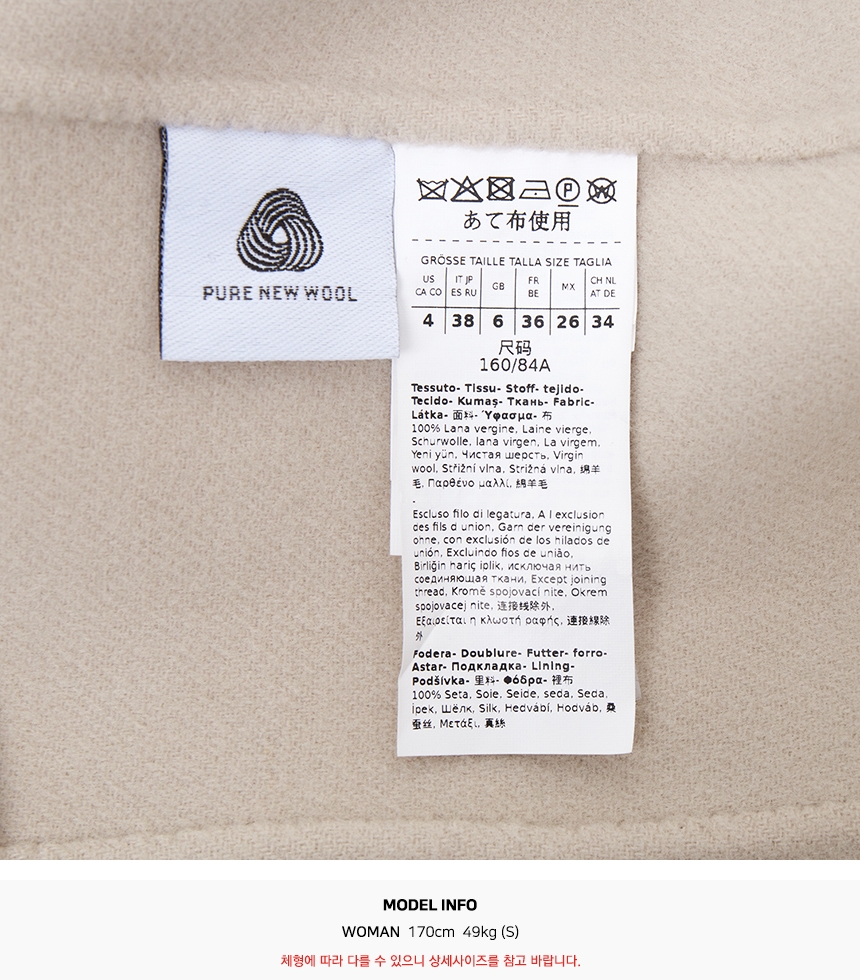 PURE NEW WOOL
P
W
あて布使用
GRÖSSE TAILLE TALLA SIZE TAGLIA
US CA CO
IT JP ES RU
GB
FR BE
MX
CH NL AT DE
4 38 6 36 26 34
尺码
160/84A
Tessuto- Tissu- Stoff- tejido-
Tecido- Kumaş- Ткань- Fabric-
Látka- 面料- Ύφασμα- 布
100% Lana vergine, Laine vierge,
Schurwolle, lana virgen, La virgem,
Yeni yün, Чистая шерсть, Virgin
wool, Střižní vlna, Strižná vlna, 绵羊
毛, Παρθένο μαλλί, 綿羊毛
-
Escluso filo di legatura, A l exclusion
des fils d union, Garn der vereinigung
ohne, con exclusión de los hilados de
unión, Excluindo fios de união,
Birliğin hariç iplik, исключая нить
соединяющая ткани, Except joining
thread, Kromě spojovací nite, Okrem
spojovacej nite, 连接线除外,
Εξαιρείται η κλωστή ραφής, 連接線除
外
Fodera- Doublure- Futter- forro-
Astar- Подкладка- Lining-
Podšívka- 里料- Φόδρα- 裡布
100% Seta, Soie, Seide, seda, Seda,
İpek, Шёлк, Silk, Hedvábí, Hodváb, 桑
蚕丝, Μετάξι, 真絲
MODEL INFO
WOMAN 170cm 49kg (S)
체형에 따라 다를 수 있으니 상세사이즈를 참고 바랍니다.